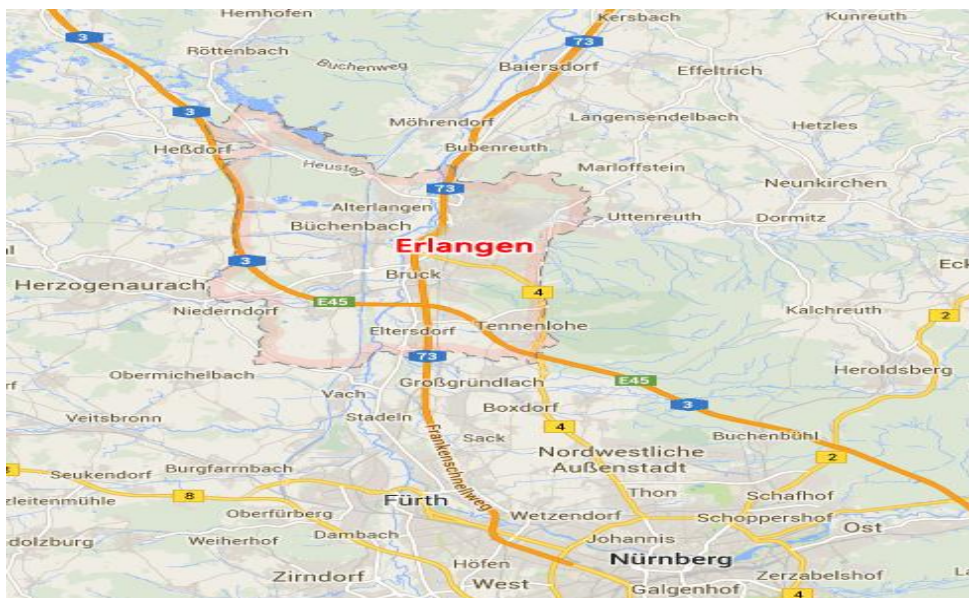 Hemhofen
Kersbach
Kunreuth
3
73
Röttenbach
Buchenweg
Baiersdorf
Effeltrich
3
Möhrendorf
Langensendelbach
Hetzles
Heßdorf
Bubenreuth
Marloffstein
73
Neunkirchen
Alterlangen
Uttenreuth
Dormitz
Büchenbach
Erlangen
3
Bruck
Herzogenaurach
4
E45
Niederndorf
Eltersdorf
Tennenlohe
Kalchreuth
2
73
Obermichelbach
Großgründlach
E45
Heroldsberg
Vach
3
Veitsbronn
Stadeln
Boxdorf
4
Sack
Buchenbühl
Frankenschnellweg
Nordwestliche
Außenstadt
2
Seukendorf
Burgfarrnbach
8
Fürth
Thon
Schafhof
Oberfürberg
Wetzendorf
Schoppershof
Ost
Weiherhof
Dambach
Johannis
Höfen
Nürnberg
Zirndorf
West
Galgenhof
Zerzabelshof
4